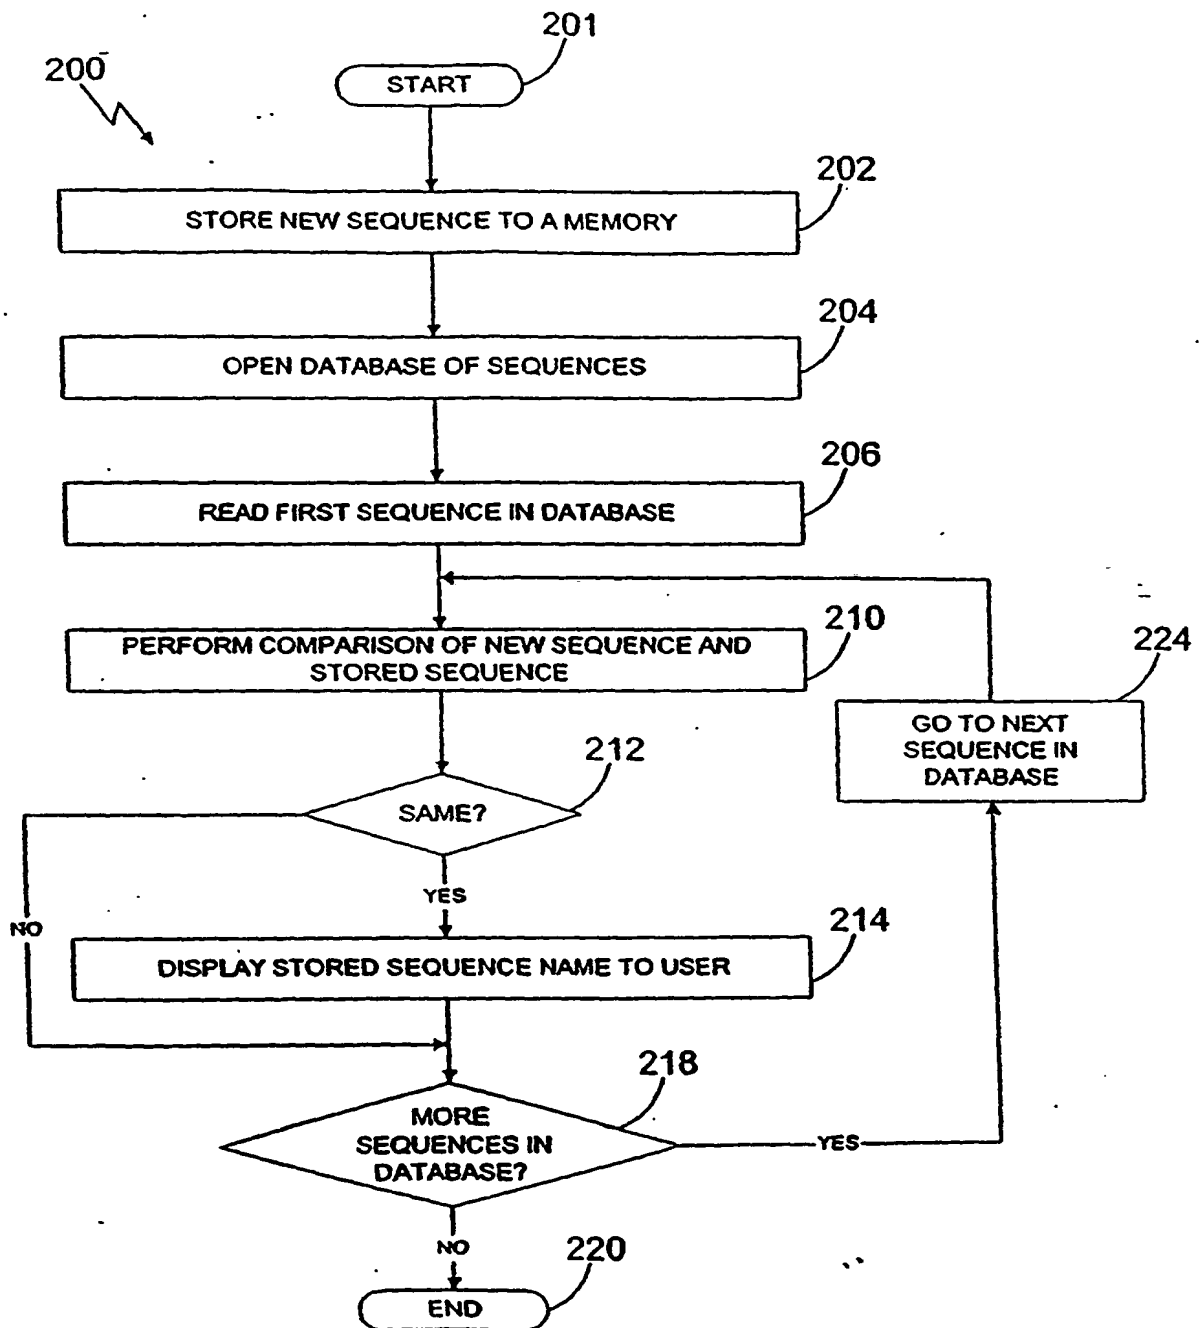 201
200
START
202
STORE NEW SEQUENCE TO A MEMORY
204
OPEN DATABASE OF SEQUENCES
206
READ FIRST SEQUENCE IN DATABASE
210
PERFORM COMPARISON OF NEW SEQUENCE AND
STORED SEQUENCE
224
GO TO NEXT
SEQUENCE IN
DATABASE
212
SAME?
YES
NO
214
DISPLAY STORED SEQUENCE NAME TO USER
218
MORE
SEQUENCES IN
DATABASE?
YES
NO
220
END